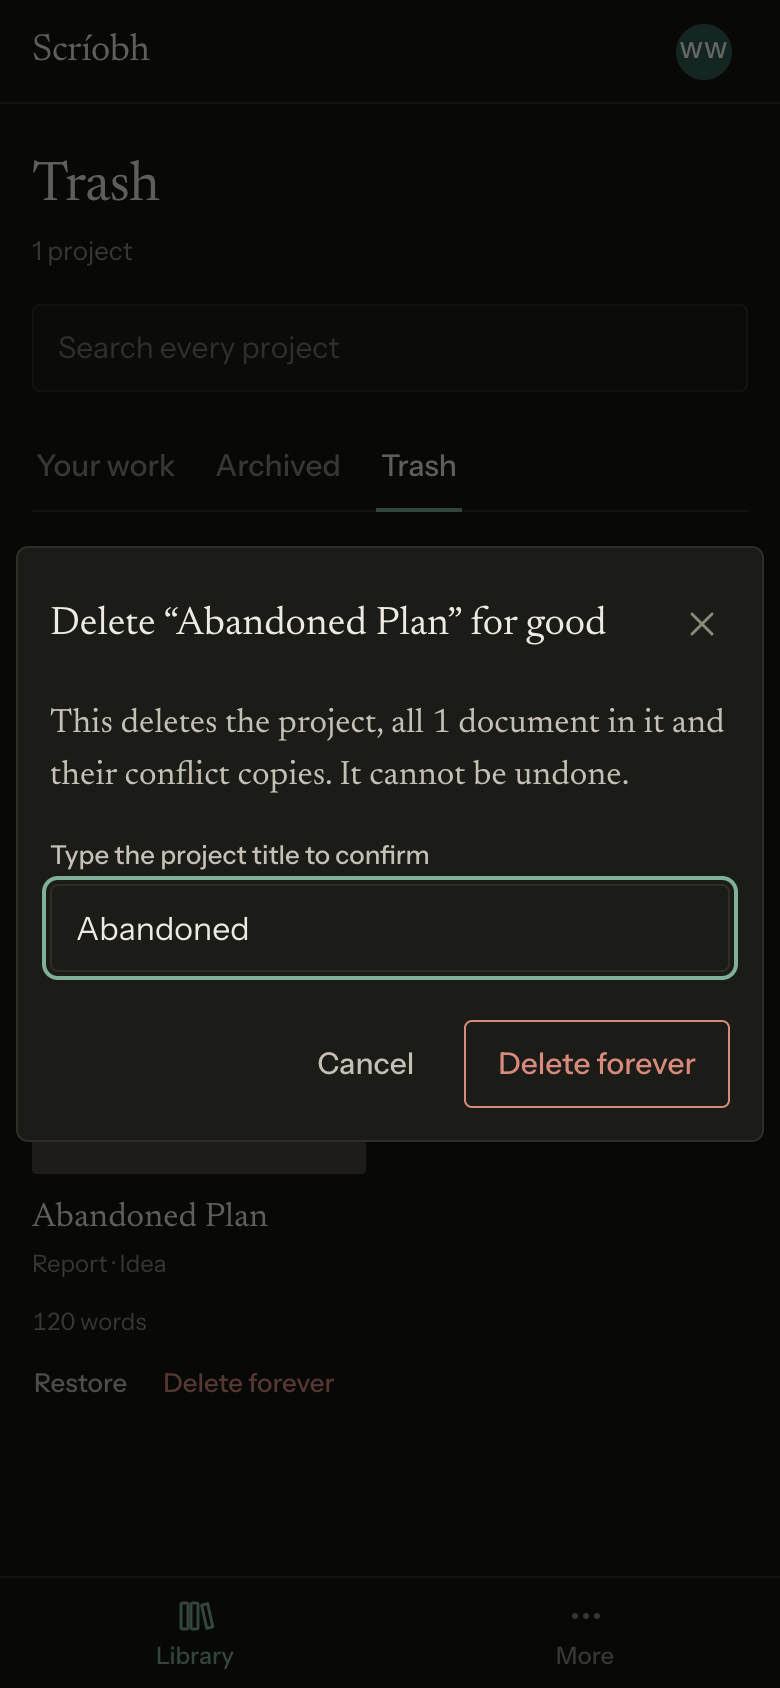 Scríobh
WW
Trash
1 project
Search every project
Your work Archived Trash
Delete “Abandoned Plan” for good
This deletes the project, all 1 document in it and
their conflict copies. It cannot be undone.
Type the project title to confirm
Abandoned
Cancel Delete forever
Abandoned Plan
Report · Idea
120 words
Restore Delete forever
Library More